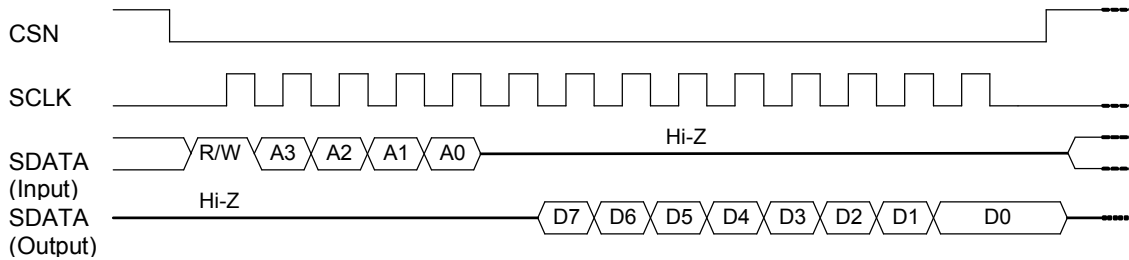 CSN
SCLK
SDATA (Input) R/W A3 A2 A1 A0 Hi-Z
SDATA (Output) Hi-Z D7 D6 D5 D4 D3 D2 D1 D0